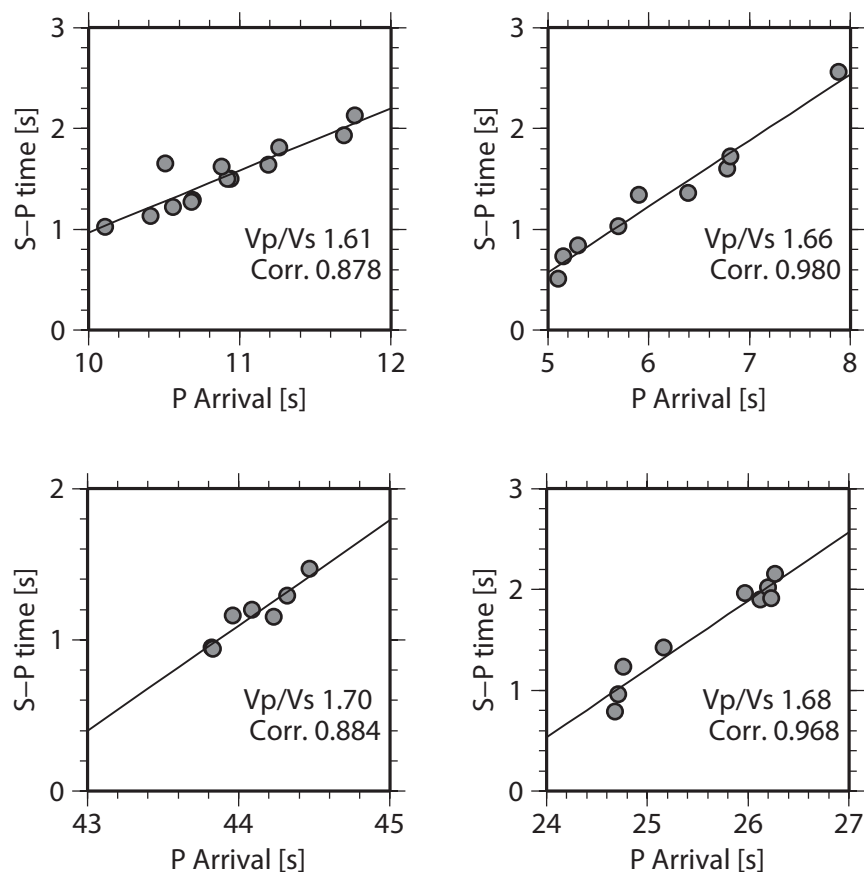 3
2
1
0
S–P time [s]
Vp/Vs 1.61
Corr. 0.878
10 11 12
P Arrival [s]
3
2
1
0
S–P time [s]
Vp/Vs 1.66
Corr. 0.980
5 6 7 8
P Arrival [s]
2
1
0
S–P time [s]
Vp/Vs 1.70
Corr. 0.884
43 44 45
P Arrival [s]
3
2
1
0
S–P time [s]
Vp/Vs 1.68
Corr. 0.968
24 25 26 27
P Arrival [s]